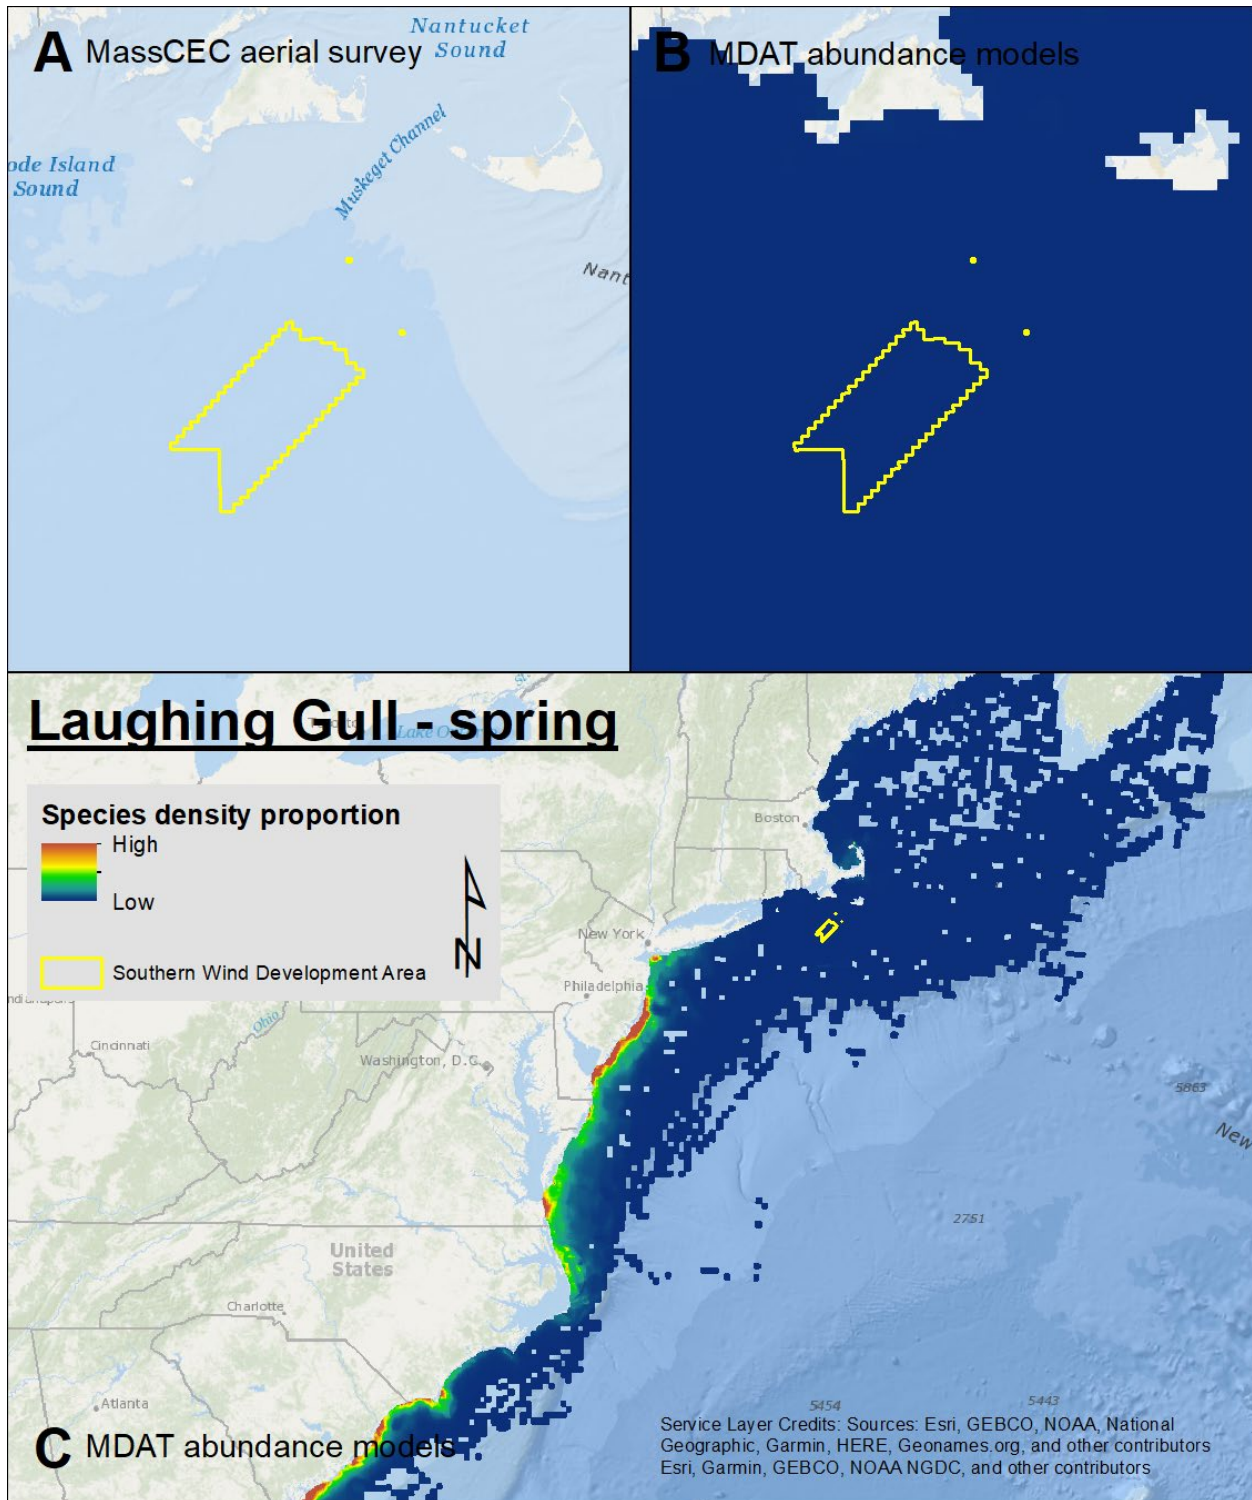 A MassCEC aerial survey
Nantucket
Sound
ode Island
Sound
Muskeget Channel
Nant
B MDAT abundance models
Laughing Gull - spring
Species density proportion
High
Low
N
Southern Wind Development Area
Boston
New York
Philadelphia
Ohio
Cincinnati
Washington, D.C.
5863
New
2751
United
States
Charlotte
Atlanta
5454
5443
C MDAT abundance models
Service Layer Credits: Sources: Esri, GEBCO, NOAA, National
Geographic, Garmin, HERE, Geonames.org, and other contributors
Esri, Garmin, GEBCO, NOAA NGDC, and other contributors